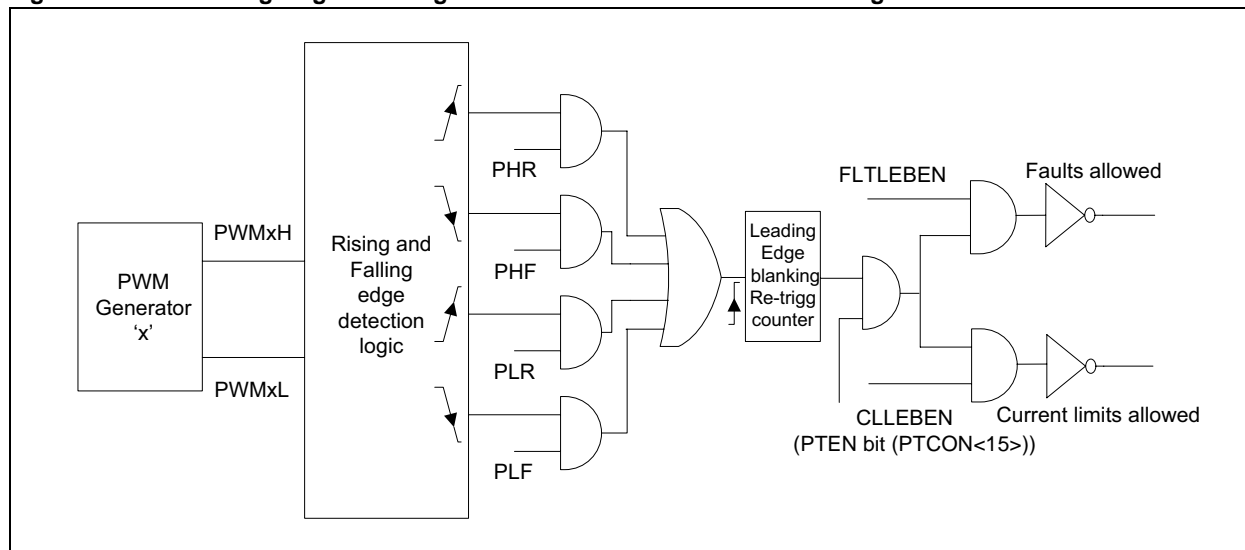 PWM
Generator
‘x’
PWMxH
PWMxL
Rising and
Falling
edge
detection
logic
PHR
PHF
PLR
PLF
Leading
Edge
blanking
Re-trigg
counter
FLTLEBEN
Faults allowed
CLLEBEN
(PTEN bit (PTCON<15>))
Current limits allowed